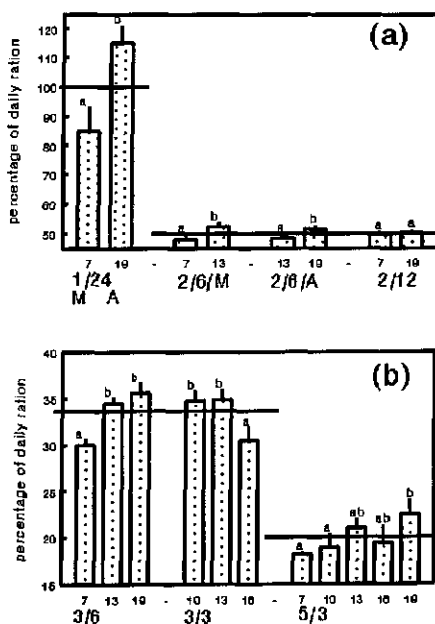 (a)
percentage of daily ration
120
110
100
90
80
70
60
50
a b a b a b a a
7 19 - 7 13 - 13 19 - 7 19
1/24 2/6/M 2/6/A 2/12
M A
(b)
percentage of daily ration
40
35
30
20
15
a b b b b a a ab ab ab b
7 13 19 - 10 13 16 - 7 10 13 16 19
3/6 3/3 5/3